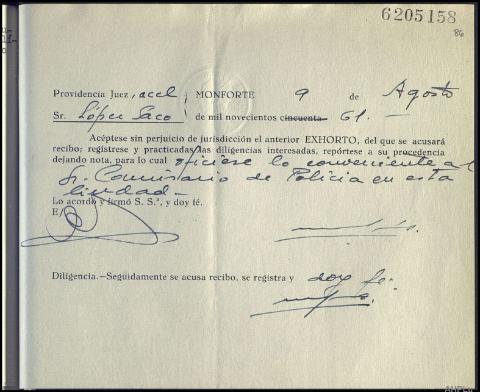 6205158
86
Providencia Juez, accl MONFORTE 9 de Agosto
Sr. López Saco de mil novecientos cincuenta 61.
Acéptese sin perjuicio de jurisdicción el anterior EXHORTO, del que se acusará
recibo; regístrese y practicadas las diligencias interesadas, repórtese a su procedencia
dejando nota, para lo cual ofíciese lo conveniente al
Sr. Comisario de Policia en esta
Ciudad-
Lo acordó y firmó S. S.ª, y doy fé.
E/
Diligencia.—Seguidamente se acusa recibo, se registra y doy fe.